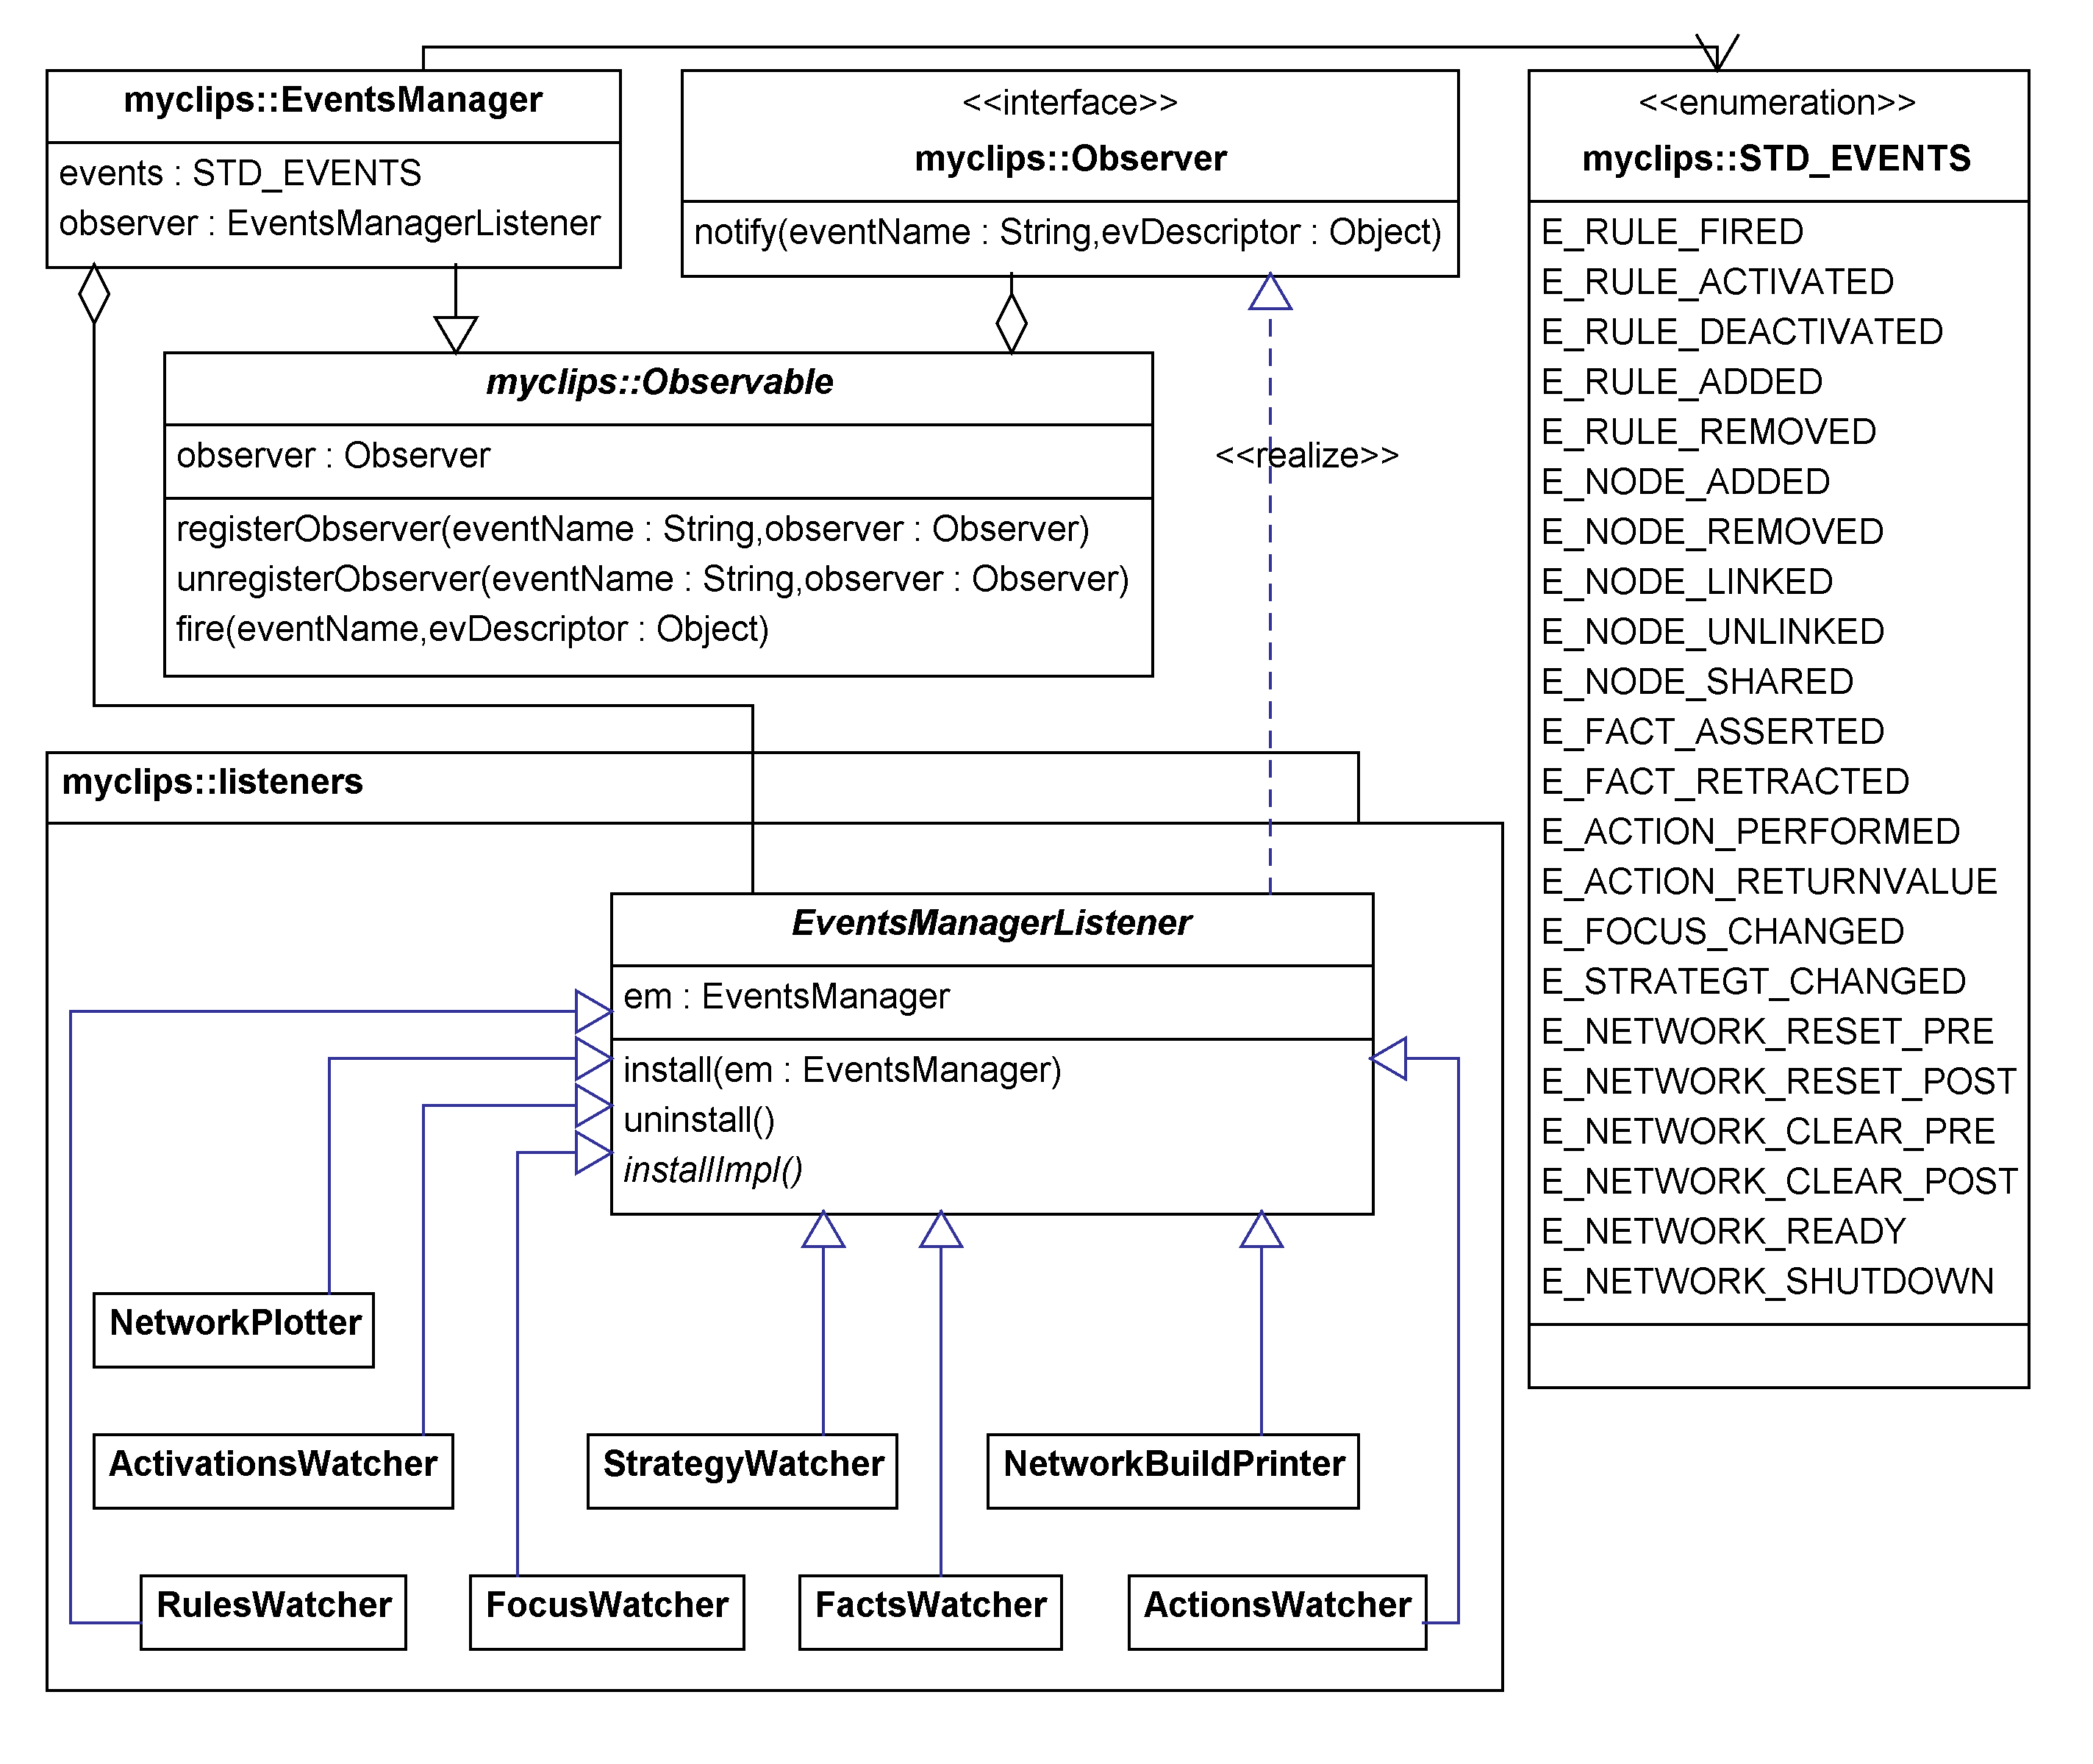 myclips::EventsManager
events : STD_EVENTS
observer : EventsManagerListener
<<interface>>
myclips::Observer
notify(eventName : String,evDescriptor : Object)
<<enumeration>>
myclips::STD_EVENTS
E_RULE_FIRED
E_RULE_ACTIVATED
E_RULE_DEACTIVATED
E_RULE_ADDED
E_RULE_REMOVED
E_NODE_ADDED
E_NODE_REMOVED
E_NODE_LINKED
E_NODE_UNLINKED
E_NODE_SHARED
E_FACT_ASSERTED
E_FACT_RETRACTED
E_ACTION_PERFORMED
E_ACTION_RETURNVALUE
E_FOCUS_CHANGED
E_STRATEGT_CHANGED
E_NETWORK_RESET_PRE
E_NETWORK_RESET_POST
E_NETWORK_CLEAR_PRE
E_NETWORK_CLEAR_POST
E_NETWORK_READY
E_NETWORK_SHUTDOWN
myclips::Observable
observer : Observer
registerObserver(eventName : String,observer : Observer)
unregisterObserver(eventName : String,observer : Observer)
fire(eventName,evDescriptor : Object)
<<realize>>
myclips::listeners
EventsManagerListener
em : EventsManager
install(em : EventsManager)
uninstall()
installImpl()
NetworkPlotter
ActivationsWatcher
StrategyWatcher
NetworkBuildPrinter
RulesWatcher
FocusWatcher
FactsWatcher
ActionsWatcher